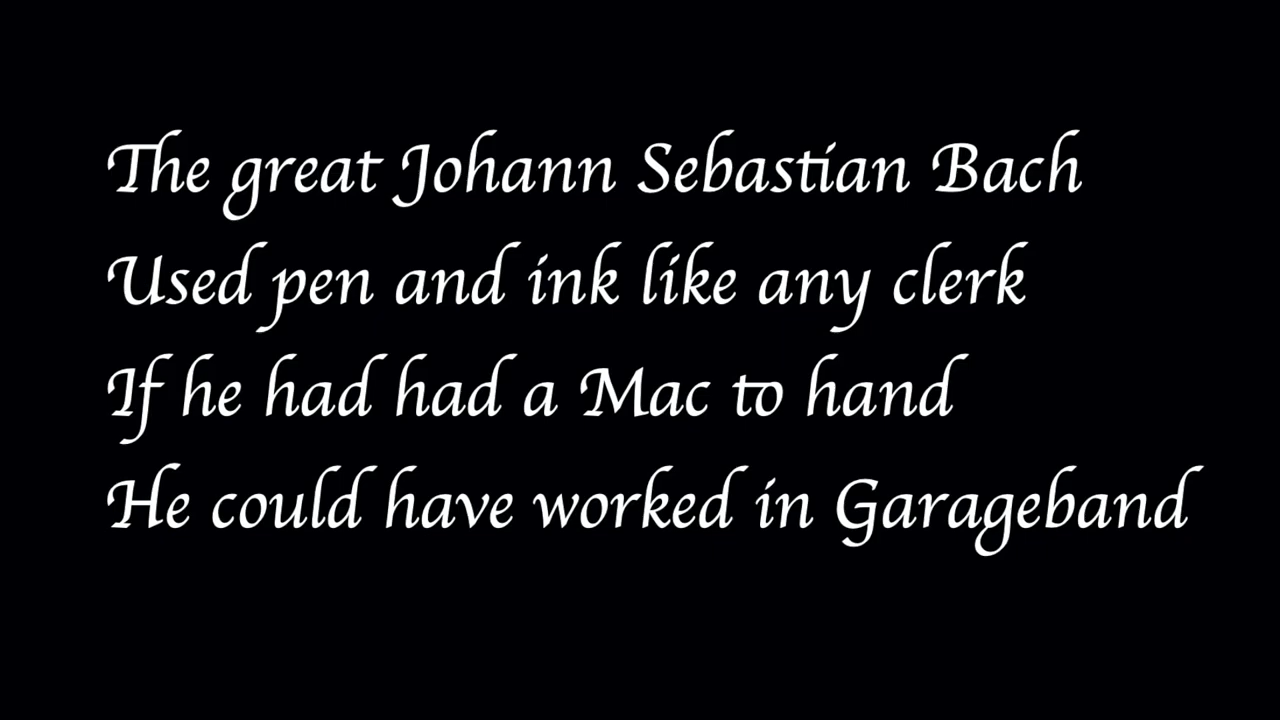 The great Johann Sebastian Bach
Used pen and ink like any clerk
If he had had a Mac to hand
He could have worked in Garageband